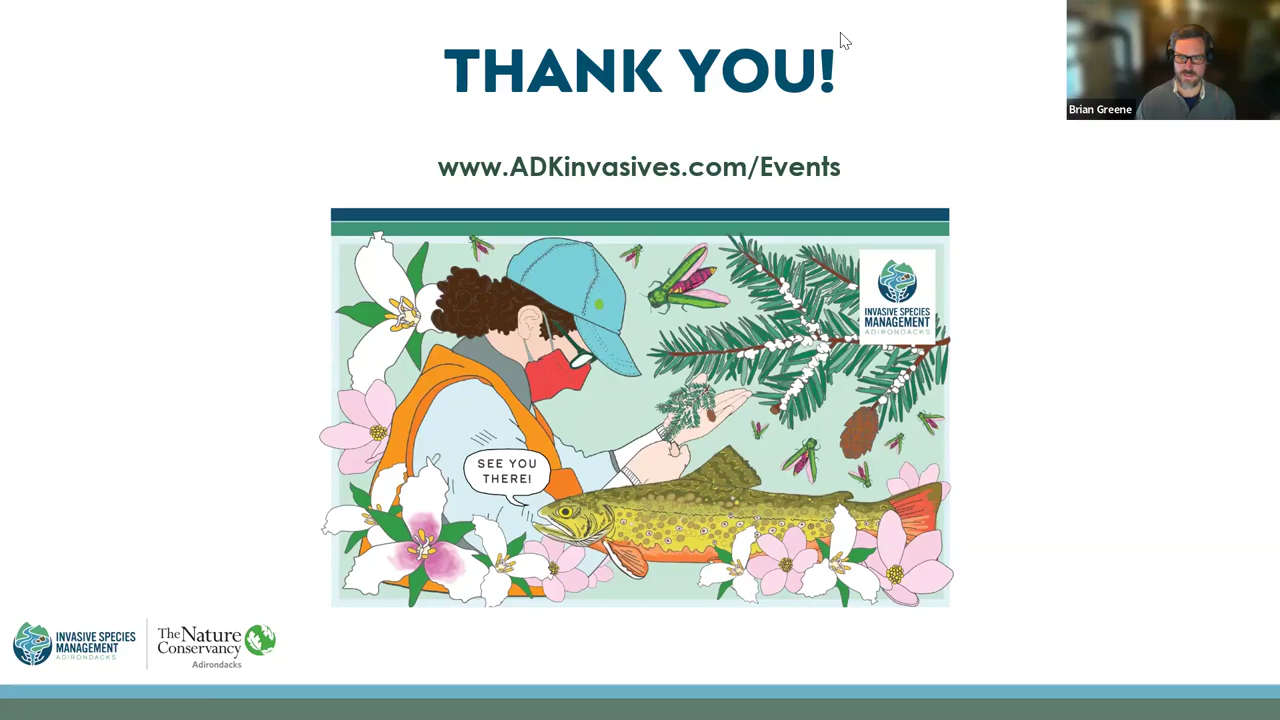 THANK YOU!
Brian Greene
www.ADKinvasives.com/Events
INVASIVE SPECIES
MANAGEMENT
ADIRONDACKS
SEE YOU
THERE!
INVASIVE SPECIES
MANAGEMENT
ADIRONDACKS
The Nature
Conservancy
Adirondacks